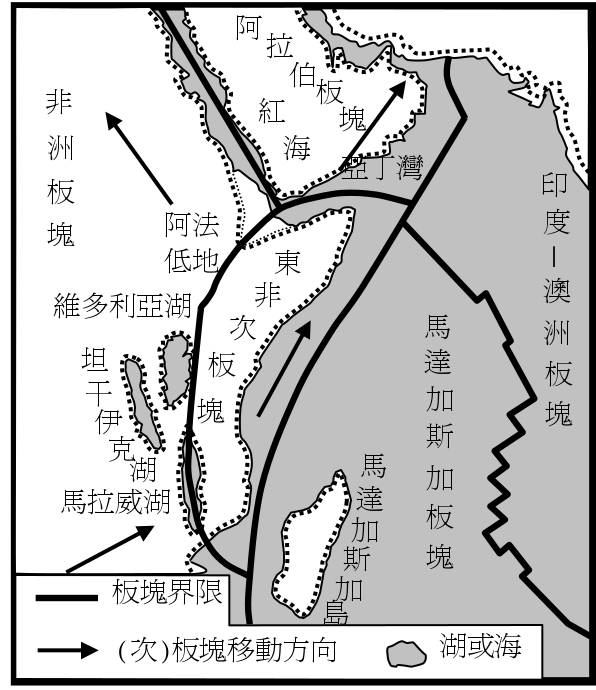 阿拉伯板塊
紅海
非洲板塊
亞丁灣
阿法
低地
印度－澳洲板塊
東非次板塊
維多利亞湖
坦干伊克湖
馬達加斯加板塊
馬拉威湖
馬達加斯加島
板塊界限
(次)板塊移動方向
湖或海